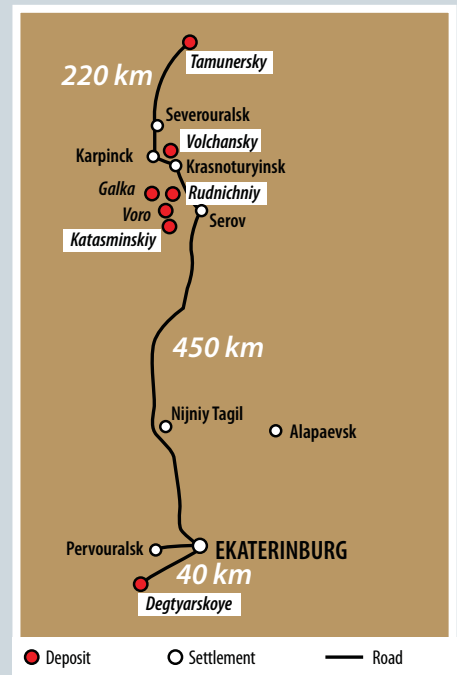 Tamunersky
220 km
Severouralsk
Volchansky
Karpinck
Krasnoturyinsk
Galka
Rudnichniy
Voro
Serov
Katasminskiy
450 km
Nijniy Tagil
Alapaevsk
Pervouralsk
EKATERINBURG
40 km
Degtyarskoye
Deposit
Settlement
Road